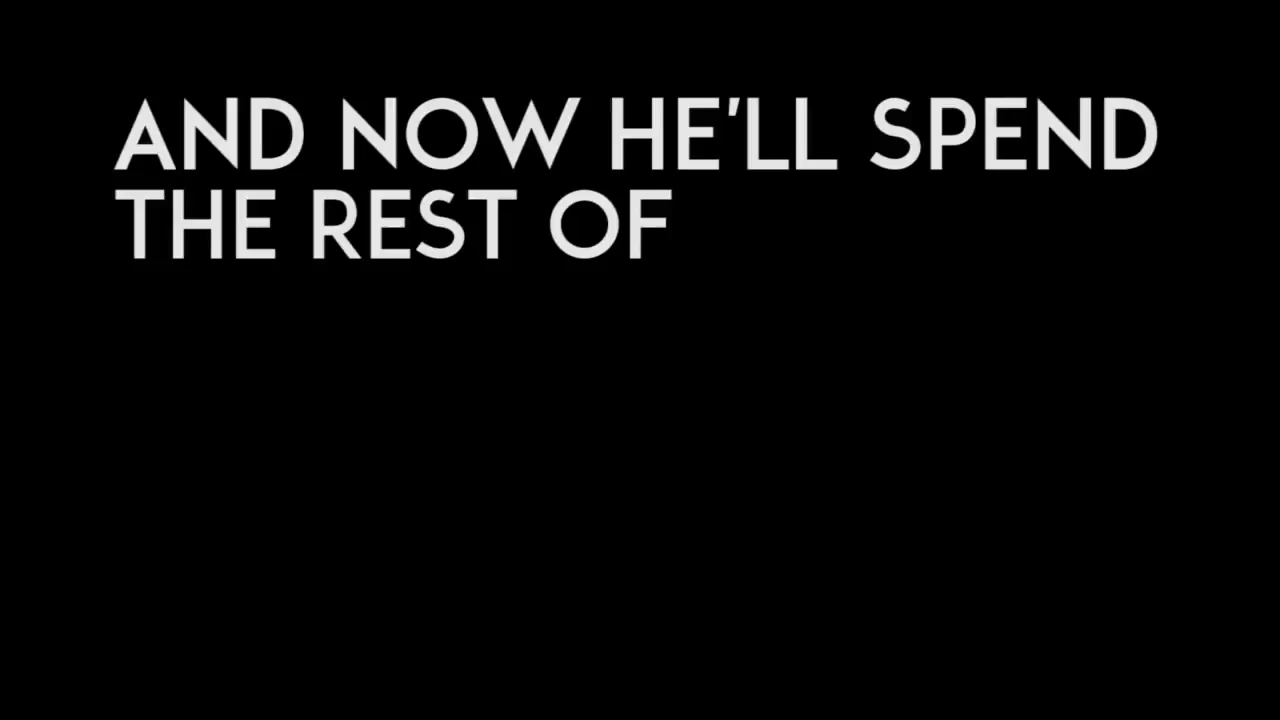 AND NOW HE'LL SPEND
THE REST OF